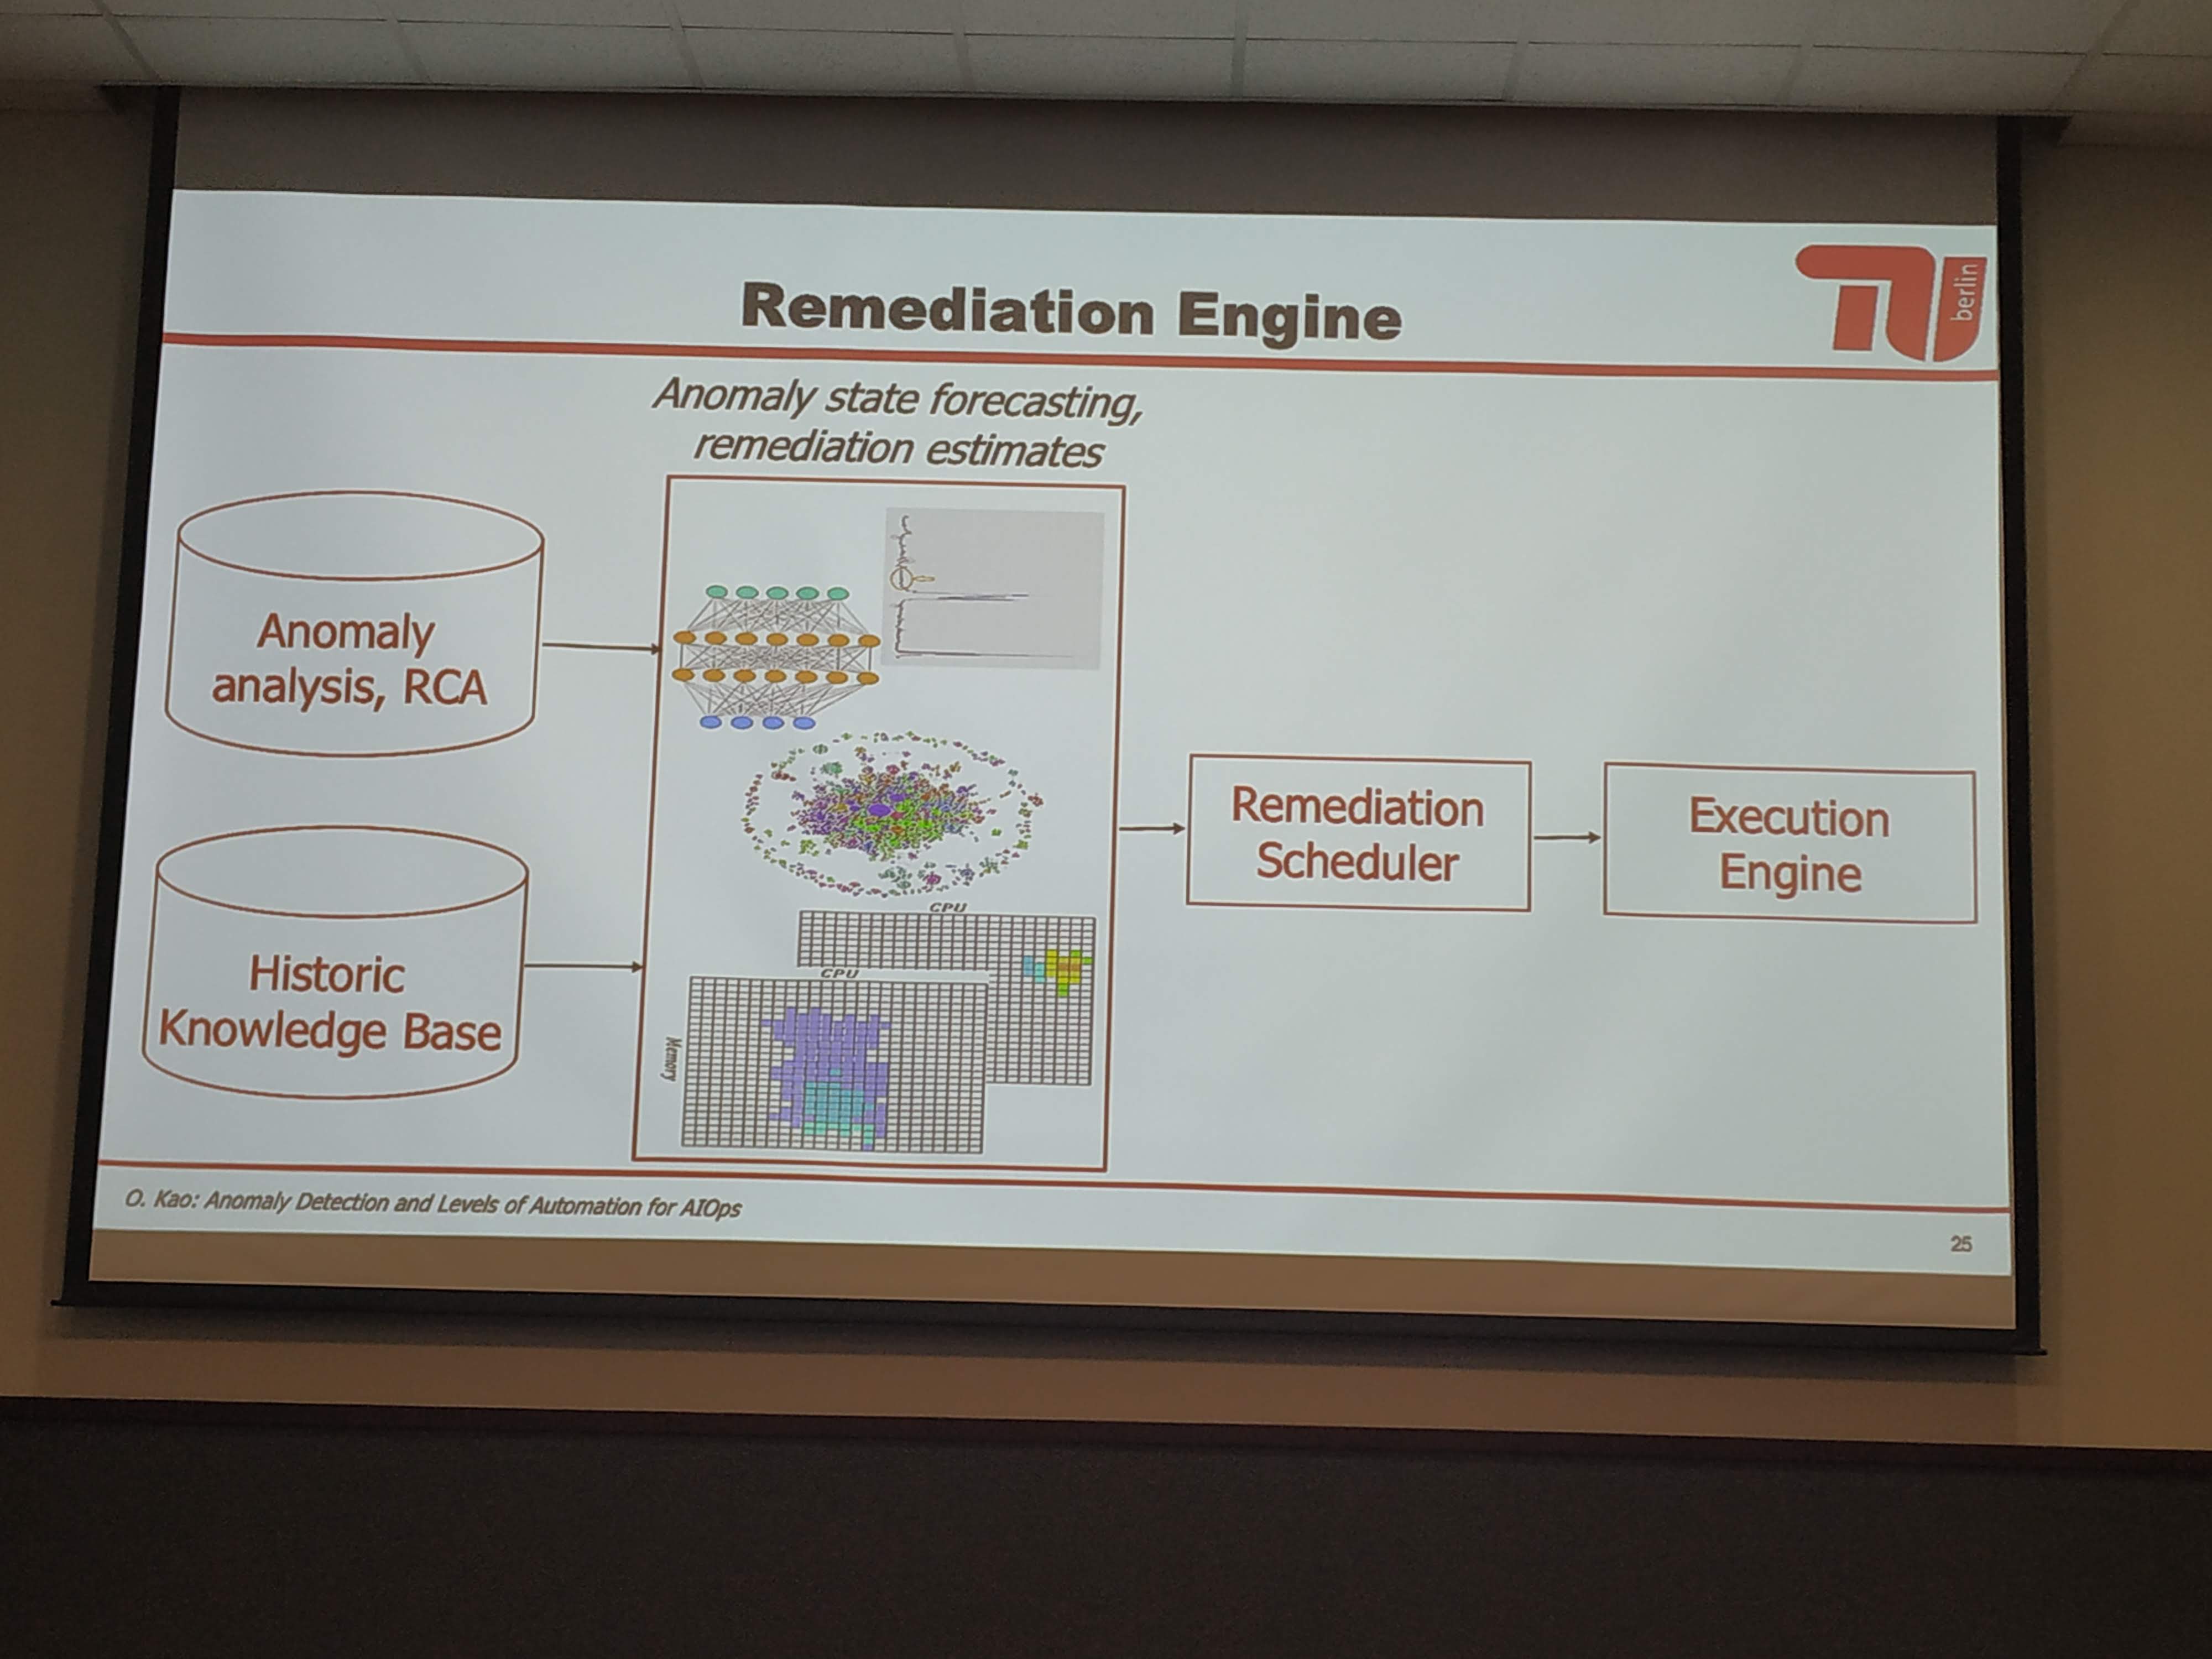 Remediation Engine
berlin
Anomaly state forecasting,
remediation estimates
Anomaly
analysis, RCA
Historic
Knowledge Base
CPU
CPU
Memory
Remediation
Scheduler
Execution
Engine
O. Kao: Anomaly Detection and Levels of Automation for AIOps
25